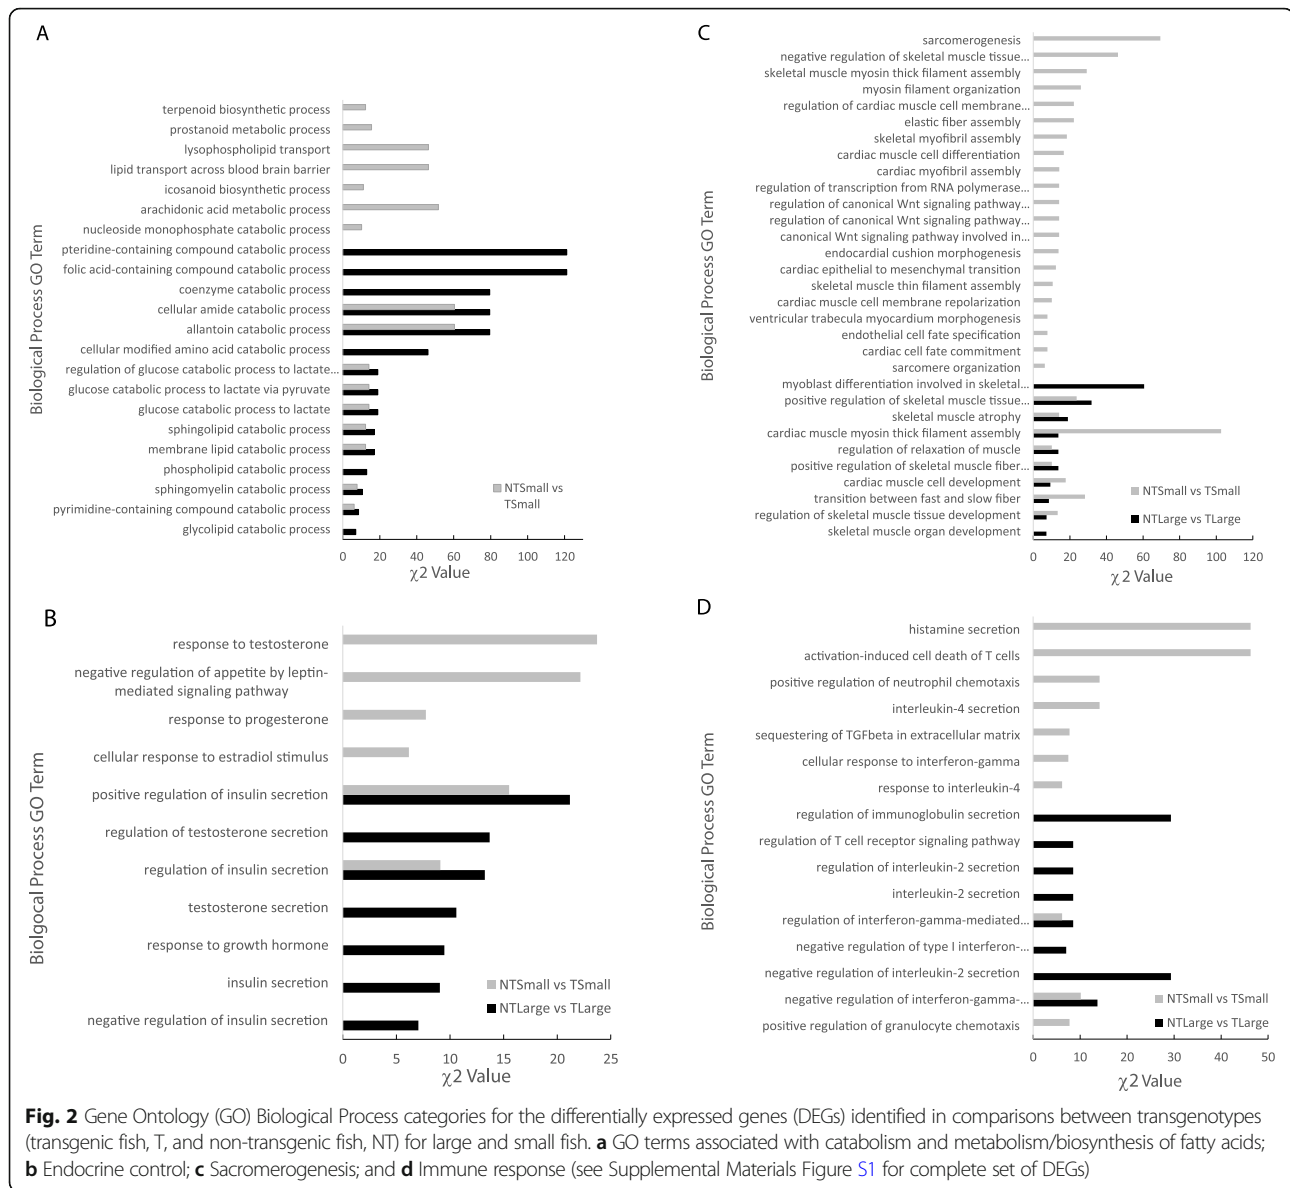 A
Biological Process GO Term
terpenoid biosynthetic process
prostanoid metabolic process
lysophospholipid transport
lipid transport across blood brain barrier
icosanoid biosynthetic process
arachidonic acid metabolic process
nucleoside monophosphate catabolic process
pteridine-containing compound catabolic process
folic acid-containing compound catabolic process
coenzyme catabolic process
cellular amide catabolic process
allantoin catabolic process
cellular modified amino acid catabolic process
regulation of glucose catabolic process to lactate...
glucose catabolic process to lactate via pyruvate
glucose catabolic process to lactate
sphingolipid catabolic process
membrane lipid catabolic process
phospholipid catabolic process
sphingomyelin catabolic process
pyrimidine-containing compound catabolic process
glycolipid catabolic process
NTSmall vs
TSmall
0 20 40 60 80 100 120
χ2 Value
B
Biolgocal Process GO Term
response to testosterone
negative regulation of appetite by leptin-
mediated signaling pathway
response to progesterone
cellular response to estradiol stimulus
positive regulation of insulin secretion
regulation of testosterone secretion
regulation of insulin secretion
testosterone secretion
response to growth hormone
insulin secretion
negative regulation of insulin secretion
NTSmall vs TSmall
NTLarge vs TLarge
0 5 10 15 20 25
χ2 Value
C
Biological Process GO Term
sarcomerogenesis
negative regulation of skeletal muscle tissue...
skeletal muscle myosin thick filament assembly
myosin filament organization
regulation of cardiac muscle cell membrane...
elastic fiber assembly
skeletal myofibril assembly
cardiac muscle cell differentiation
cardiac myofibril assembly
regulation of transcription from RNA polymerase...
regulation of canonical Wnt signaling pathway...
regulation of canonical Wnt signaling pathway...
canonical Wnt signaling pathway involved in...
endocardial cushion morphogenesis
cardiac epithelial to mesenchymal transition
skeletal muscle thin filament assembly
cardiac muscle cell membrane repolarization
ventricular trabecula myocardium morphogenesis
endothelial cell fate specification
cardiac cell fate commitment
sarcomere organization
myoblast differentiation involved in skeletal...
positive regulation of skeletal muscle tissue...
skeletal muscle atrophy
cardiac muscle myosin thick filament assembly
regulation of relaxation of muscle
positive regulation of skeletal muscle fiber...
cardiac muscle cell development
transition between fast and slow fiber
regulation of skeletal muscle tissue development
skeletal muscle organ development
NTSmall vs TSmall
NTLarge vs TLarge
0 20 40 60 80 100 120
χ2 Value
D
Biological Process GO Term
histamine secretion
activation-induced cell death of T cells
positive regulation of neutrophil chemotaxis
interleukin-4 secretion
sequestering of TGFbeta in extracellular matrix
cellular response to interferon-gamma
response to interleukin-4
regulation of immunoglobulin secretion
regulation of T cell receptor signaling pathway
regulation of interleukin-2 secretion
interleukin-2 secretion
regulation of interferon-gamma-mediated...
negative regulation of type I interferon-...
negative regulation of interleukin-2 secretion
negative regulation of interferon-gamma-...
positive regulation of granulocyte chemotaxis
NTSmall vs TSmall
NTLarge vs TLarge
0 10 20 30 40 50
χ2 Value
Fig. 2 Gene Ontology (GO) Biological Process categories for the differentially expressed genes (DEGs) identified in comparisons between transgenotypes
(transgenic fish, T, and non-transgenic fish, NT) for large and small fish. a GO terms associated with catabolism and metabolism/biosynthesis of fatty acids;
b Endocrine control; c Sacromerogenesis; and d Immune response (see Supplemental Materials Figure S1 for complete set of DEGs)